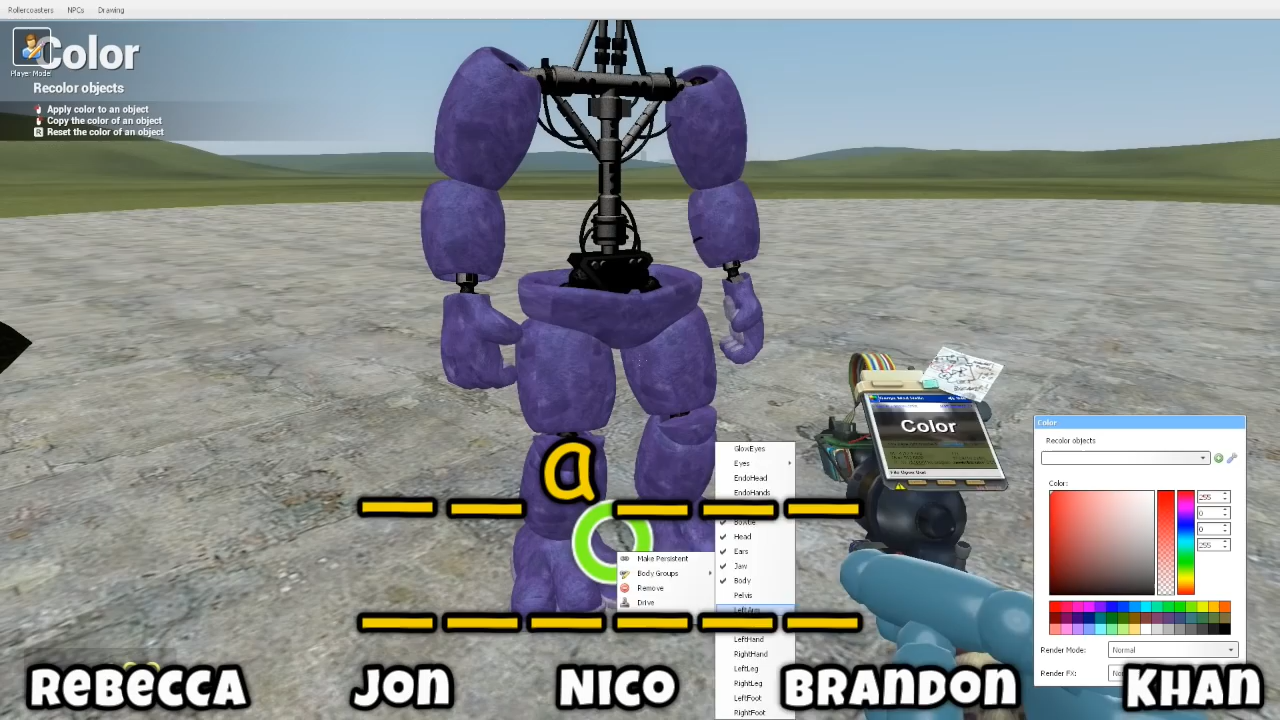 Rollercoasters NPCs Drawing
Color
Player Mode
Recolor objects
Apply color to an object
Copy the color of an object
R Reset the color of an object
Color
Color
Recolor objects
Color:
255
0
0
255
GlowEyes
Eyes
EndoHead
EndoHands
Bowtie
Head
Ears
Jaw
Body
Pelvis
LeftArm
LeftHand
RightHand
LeftLeg
RightLeg
LeftFoot
RightFoot
a
Make Persistent
Body Groups
Remove
Drive
Render Mode: Normal
Render FX:
REBECCA JON NICO BRANDON KHAN